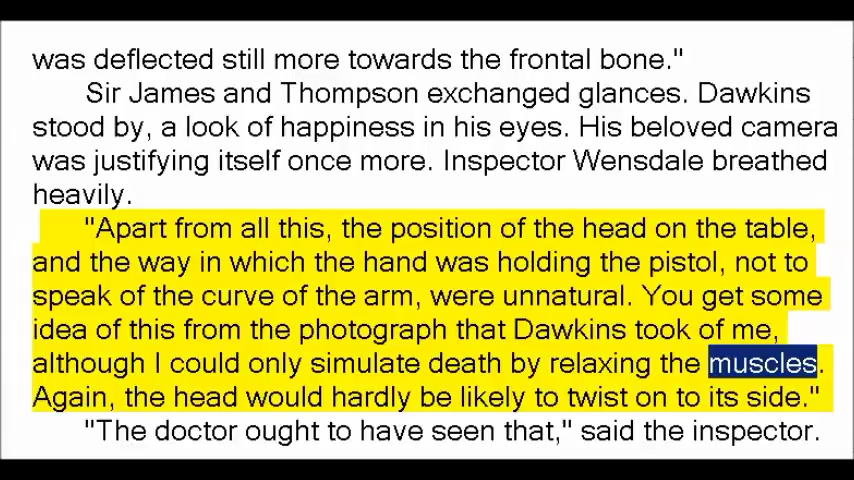 was deflected still more towards the frontal bone."
Sir James and Thompson exchanged glances. Dawkins
stood by, a look of happiness in his eyes. His beloved camera
was justifying itself once more. Inspector Wensdale breathed
heavily.
"Apart from all this, the position of the head on the table,
and the way in which the hand was holding the pistol, not to
speak of the curve of the arm, were unnatural. You get some
idea of this from the photograph that Dawkins took of me,
although I could only simulate death by relaxing the muscles.
Again, the head would hardly be likely to twist on to its side."
"The doctor ought to have seen that," said the inspector.